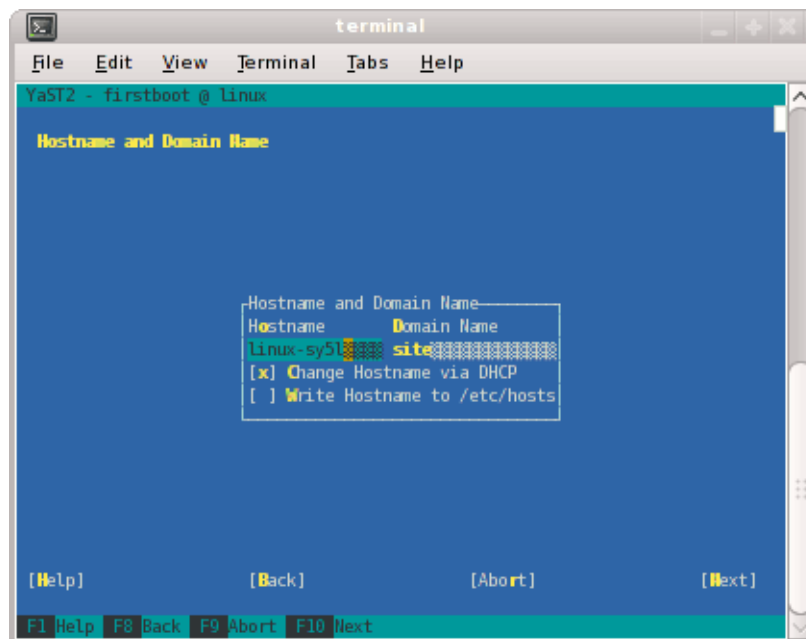 terminal
File Edit View Terminal Tabs Help
YaST2 - firstboot @ linux
Hostname and Domain Name
Hostname and Domain Name
Hostname Domain Name
linux-sy5l site
[x] Change Hostname via DHCP
[ ] Write Hostname to /etc/hosts
[Help] [Back] [Abort] [Next]
F1 Help F8 Back F9 Abort F10 Next